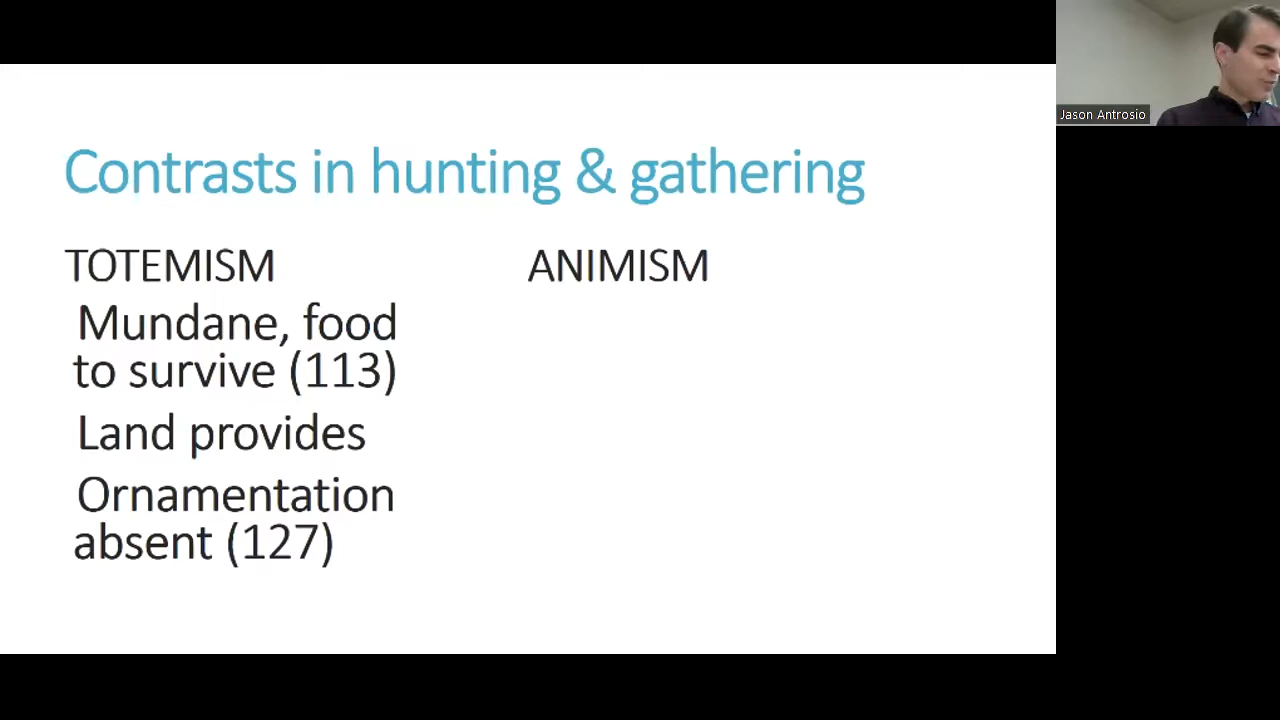 Contrasts in hunting & gathering
TOTEMISM
Mundane, food
to survive (113)
Land provides
Ornamentation
absent (127)
ANIMISM
Jason Antrosio